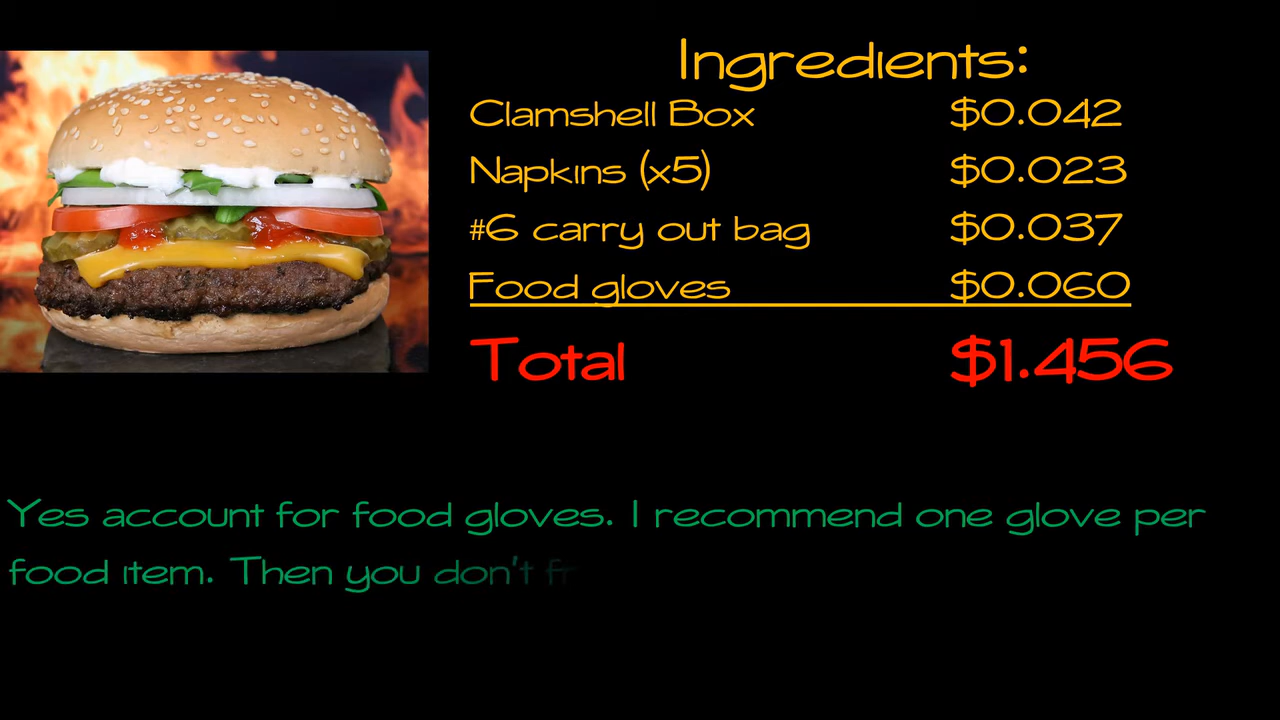 Ingredients:
Clamshell Box $0.042
Napkins (x5) $0.023
#6 carry out bag $0.037
Food gloves $0.060
Total $1.456
Yes account for food gloves. I recommend one glove per
food item. Then you don't